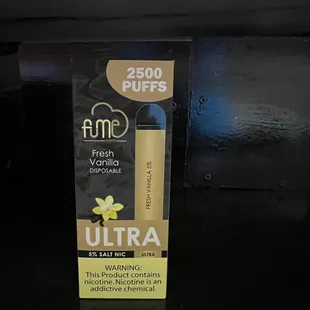 2500
PUFFS
fume
Fresh
Vanilla
DISPOSABLE
FRESH VANILLA 5%
ULTRA
5% SALT NIC
ULTRA
WARNING:
This Product contains
nicotine. Nicotine is an
addictive chemical.